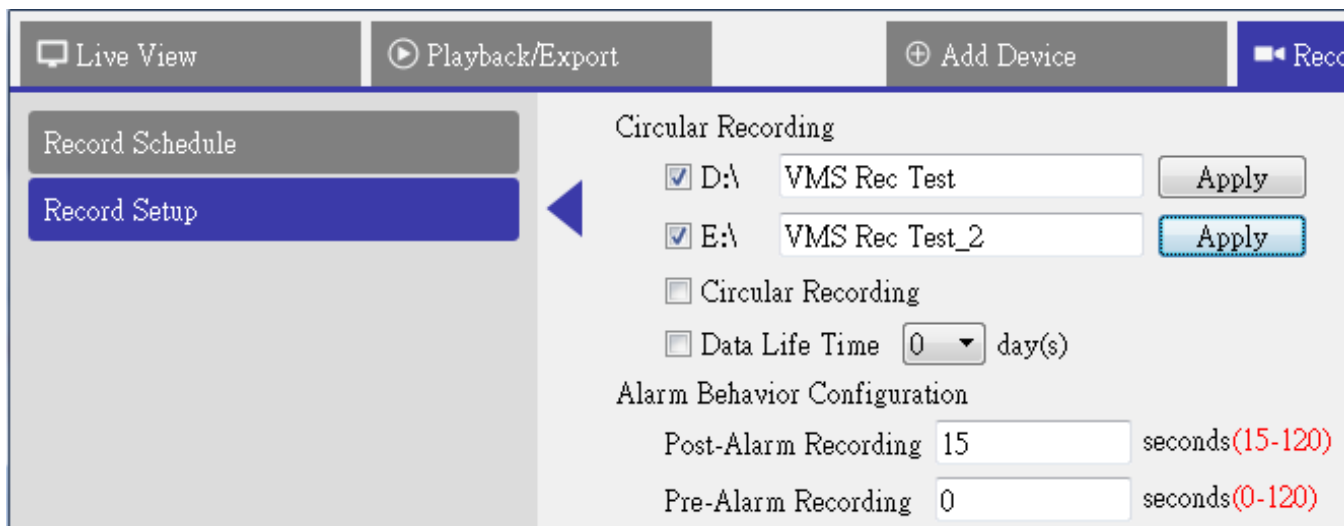 Live View Playback/Export Add Device Reco
Record Schedule
Record Setup
Circular Recording
D:\ VMS Rec Test Apply
E:\ VMS Rec Test_2 Apply
Circular Recording
Data Life Time 0 day(s)
Alarm Behavior Configuration
Post-Alarm Recording 15 seconds(15-120)
Pre-Alarm Recording 0 seconds(0-120)